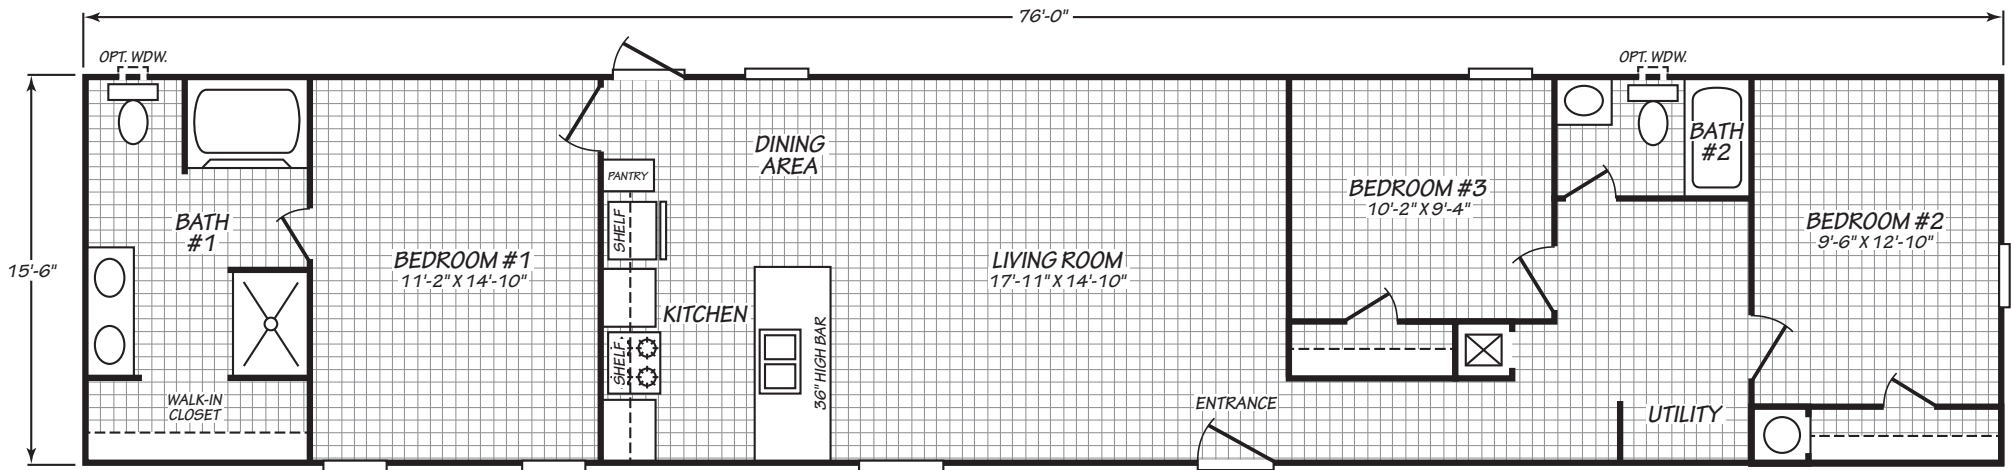 76'-0"
OPT. WDW.
OPT. WDW.
15'-6"
BATH
#1
WALK-IN
CLOSET
BEDROOM #1
11'-2" X 14'-10"
PANTRY
SHELF
SHELF
KITCHEN
36" HIGH BAR
DINING
AREA
LIVING ROOM
17'-11" X 14'-10"
ENTRANCE
BEDROOM #3
10'-2" X 9'-4"
BATH
#2
UTILITY
BEDROOM #2
9'-6" X 12'-10"